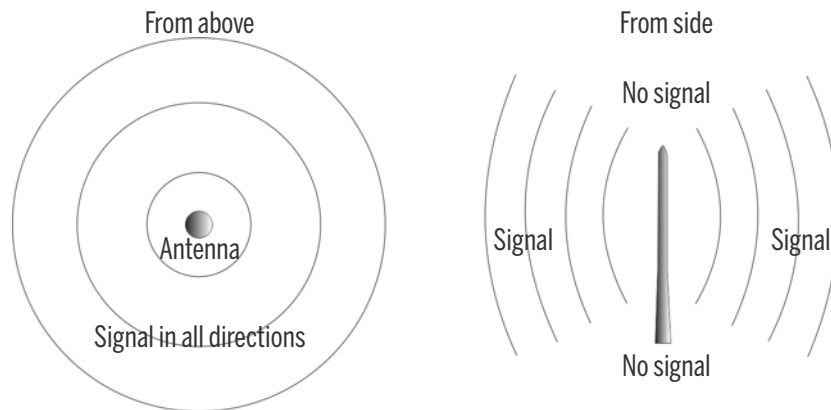 From above
Antenna
Signal in all directions
From side
No signal
Signal
Signal
No signal